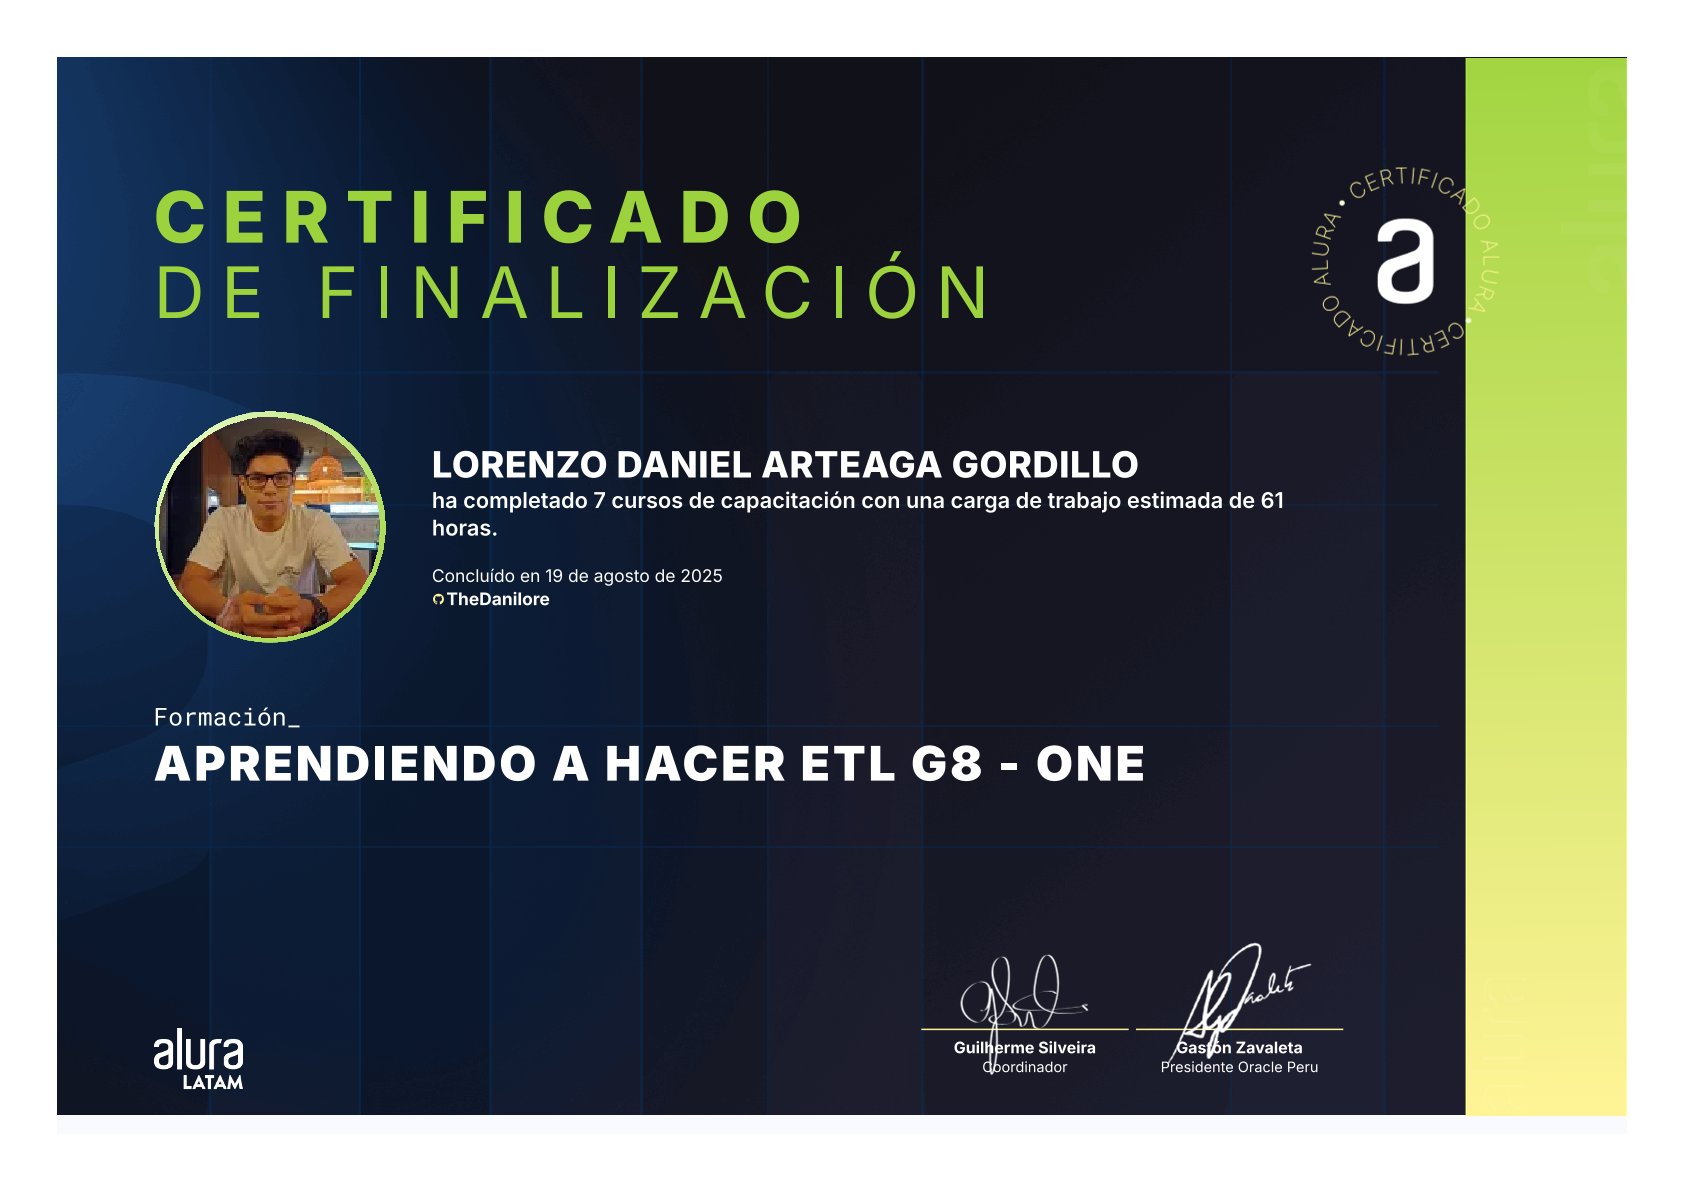 CERTIFICADO
DE FINALIZACIÓN
CERTIFICADO ALURA • CERTIFICADO ALURA •
a
LORENZO DANIEL ARTEAGA GORDILLO
ha completado 7 cursos de capacitación con una carga de trabajo estimada de 61
horas.
Concluído en 19 de agosto de 2025
TheDanilore
Formación_
APRENDIENDO A HACER ETL G8 - ONE
Guilherme Silveira
Coordinador
Gastón Zavaleta
Presidente Oracle Peru
alura
LATAM